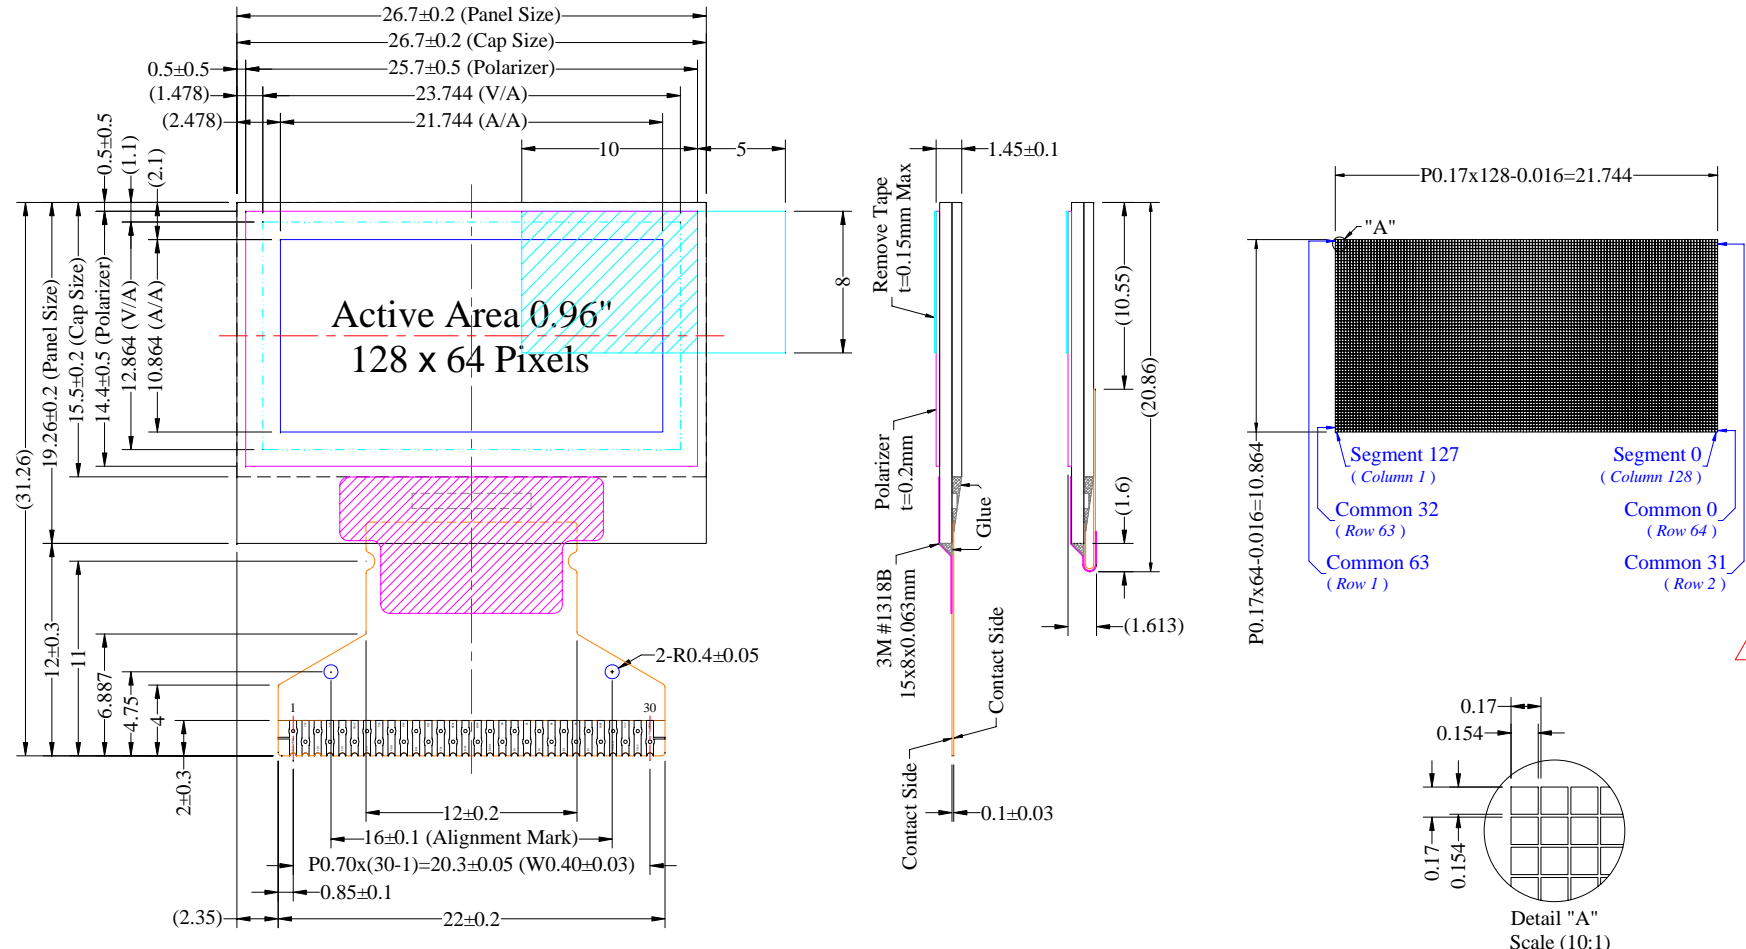 26.7±0.2 (Panel Size)
26.7±0.2 (Cap Size)
0.5±0.5
25.7±0.5 (Polarizer)
(1.478)
23.744 (V/A)
(2.478)
21.744 (A/A)
10
5
0.5±0.5
(1.1)
(2.1)
(31.26)
19.26±0.2 (Panel Size)
15.5±0.2 (Cap Size)
14.4±0.5 (Polarizer)
12.864 (V/A)
10.864 (A/A)
8
Active Area 0.96"
128 x 64 Pixels
12±0.3
11
6.887
4.75
4
2±0.3
2-R0.4±0.05
1
30
12±0.2
16±0.1 (Alignment Mark)
P0.70x(30-1)=20.3±0.05 (W0.40±0.03)
0.85±0.1
(2.35)
22±0.2
1.45±0.1
Remove Tape
t=0.15mm Max
Polarizer
t=0.2mm
Glue
3M #1318B
15x8x0.063mm
Contact Side
Contact Side
0.1±0.03
(10.55)
(20.86)
(1.6)
(1.613)
P0.17x128-0.016=21.744
"A"
P0.17x64-0.016=10.864
Segment 127
( Column 1 )
Segment 0
( Column 128 )
Common 32
( Row 63 )
Common 0
( Row 64 )
Common 63
( Row 1 )
Common 31
( Row 2 )
0.17
0.154
0.17
0.154
Detail "A"
Scale (10:1)